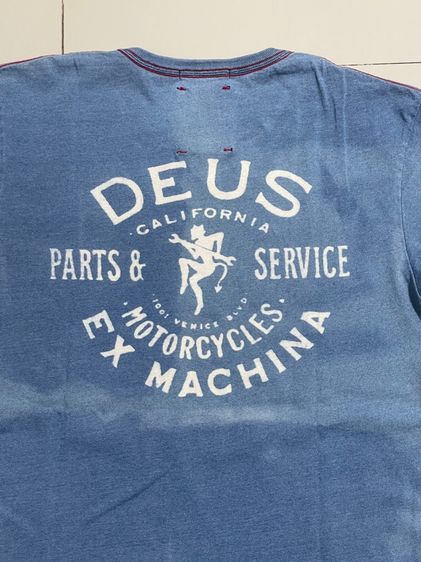 DEUS
·CALIFORNIA·
PARTS & SERVICE
·1001 VENICE BLVD·
·MOTORCYCLES·
EX MACHINA